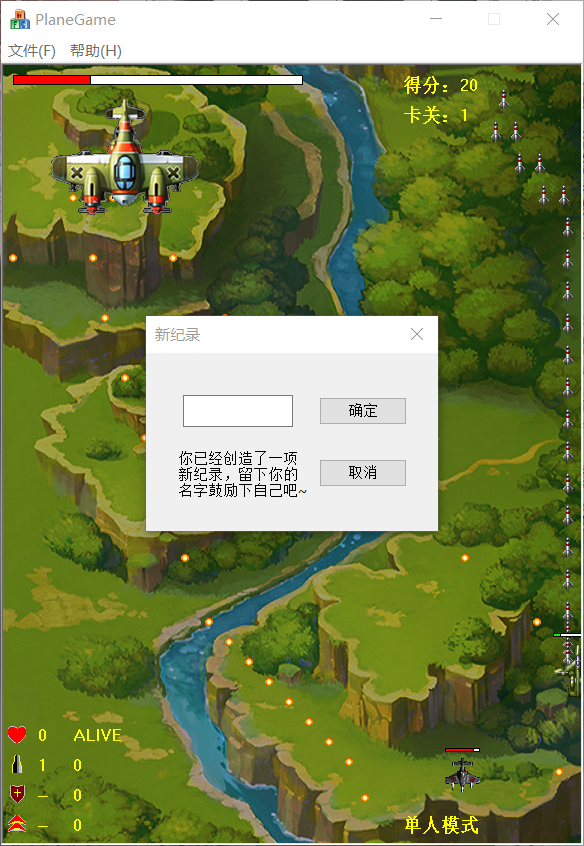 PlaneGame
文件(F) 帮助(H)
得分：20
卡关：1
新纪录
确定
你已经创造了一项
新纪录，留下你的
名字鼓励下自己吧~
取消
0 ALIVE
1 0
– 0
– 0
单人模式